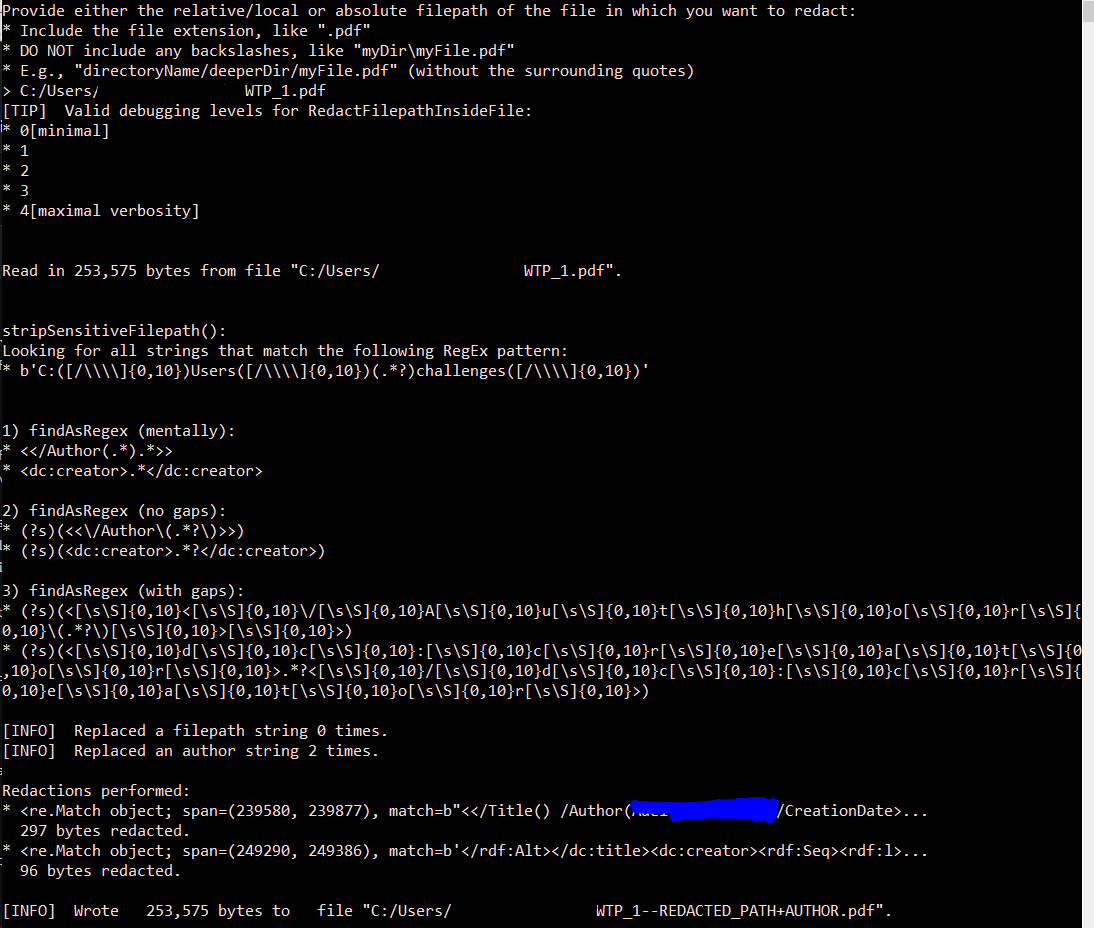 Provide either the relative/local or absolute filepath of the file in which you want to redact:
* Include the file extension, like ".pdf"
* DO NOT include any backslashes, like "myDir\myFile.pdf"
* E.g., "directoryName/deeperDir/myFile.pdf" (without the surrounding quotes)
> C:/Users/ WTP_1.pdf
[TIP]  Valid debugging levels for RedactFilepathInsideFile:
* 0[minimal]
* 1
* 2
* 3
* 4[maximal verbosity]
Read in 253,575 bytes from file "C:/Users/ WTP_1.pdf".
stripSensitiveFilepath():
Looking for all strings that match the following RegEx pattern:
* b'C:([/\\\\]{0,10})Users([/\\\\]{0,10})(.*?)challenges([/\\\\]{0,10})'
1) findAsRegex (mentally):
* <</Author(.*).*>>
* <dc:creator>.*</dc:creator>
2) findAsRegex (no gaps):
* (?s)(<<\/Author\(.*?\)>>)
* (?s)(<dc:creator>.*?</dc:creator>)
3) findAsRegex (with gaps):
* (?s)(<[\s\S]{0,10}<[\s\S]{0,10}\/[\s\S]{0,10}A[\s\S]{0,10}u[\s\S]{0,10}t[\s\S]{0,10}h[\s\S]{0,10}o[\s\S]{0,10}r[\s\S]{
0,10}\(.*?\)[\s\S]{0,10}>[\s\S]{0,10}>)
* (?s)(<[\s\S]{0,10}d[\s\S]{0,10}c[\s\S]{0,10}:[\s\S]{0,10}c[\s\S]{0,10}r[\s\S]{0,10}e[\s\S]{0,10}a[\s\S]{0,10}t[\s\S]{0
,10}o[\s\S]{0,10}r[\s\S]{0,10}>.*?<[\s\S]{0,10}/[\s\S]{0,10}d[\s\S]{0,10}c[\s\S]{0,10}:[\s\S]{0,10}c[\s\S]{0,10}r[\s\S]{
0,10}e[\s\S]{0,10}a[\s\S]{0,10}t[\s\S]{0,10}o[\s\S]{0,10}r[\s\S]{0,10}>)
[INFO]  Replaced a filepath string 0 times.
[INFO]  Replaced an author string 2 times.
Redactions performed:
* <re.Match object; span=(239580, 239877), match=b"<</Title() /Author( /CreationDate>...
297 bytes redacted.
* <re.Match object; span=(249290, 249386), match=b'</rdf:Alt></dc:title><dc:creator><rdf:Seq><rdf:l>...
96 bytes redacted.
[INFO]  Wrote   253,575 bytes to   file "C:/Users/ WTP_1--REDACTED_PATH+AUTHOR.pdf".